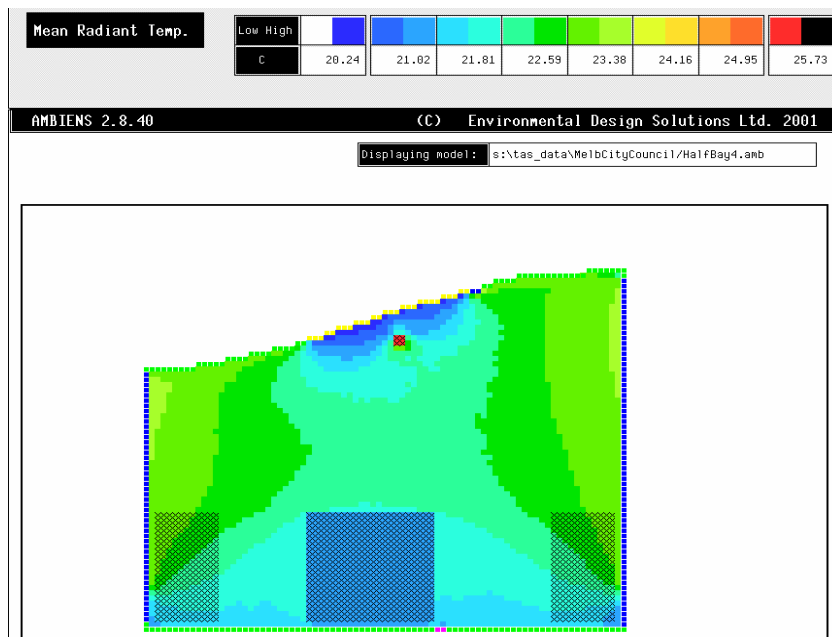 Mean Radiant Temp.
Low High
C 20.24 21.02 21.81 22.59 23.38 24.16 24.95 25.73
AMBIENS 2.8.40 (C) Environmental Design Solutions Ltd. 2001
Displaying model: s:\tas_data\MelbCityCouncil/HalfBay4.amb